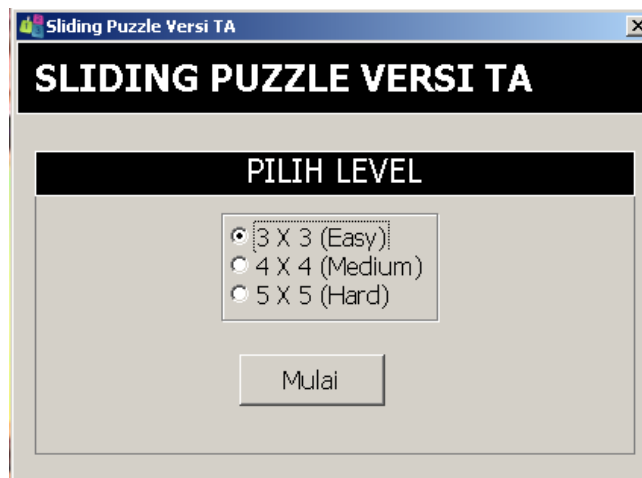 Sliding Puzzle Versi TA
SLIDING PUZZLE VERSI TA
PILIH LEVEL
3 X 3 (Easy)
4 X 4 (Medium)
5 X 5 (Hard)
Mulai